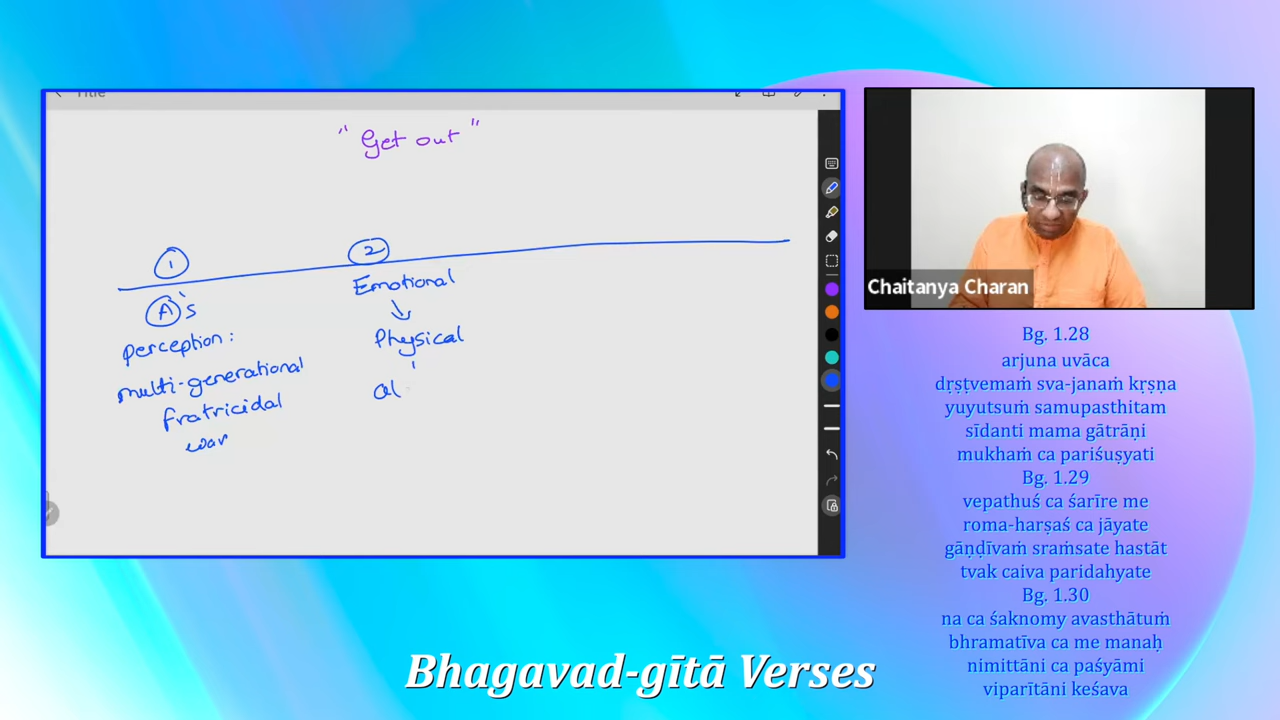 Title
" Get out "
1
2
A's
perception:
multi-generational
fratricidal
war
Emotional
Physical
al
Chaitanya Charan
Bg. 1.28
arjuna uvāca
dṛṣṭvemaṁ sva-janaṁ kṛṣṇa
yuyutsuṁ samupasthitam
sīdanti mama gātrāṇi
mukhaṁ ca pariśuṣyati
Bg. 1.29
vepathuś ca śarīre me
roma-harṣaś ca jāyate
gāṇḍīvaṁ sraṁsate hastāt
tvak caiva paridahyate
Bg. 1.30
na ca śaknomy avasthātuṁ
bhramatīva ca me manaḥ
nimittāni ca paśyāmi
viparītāni keśava
Bhagavad-gītā Verses